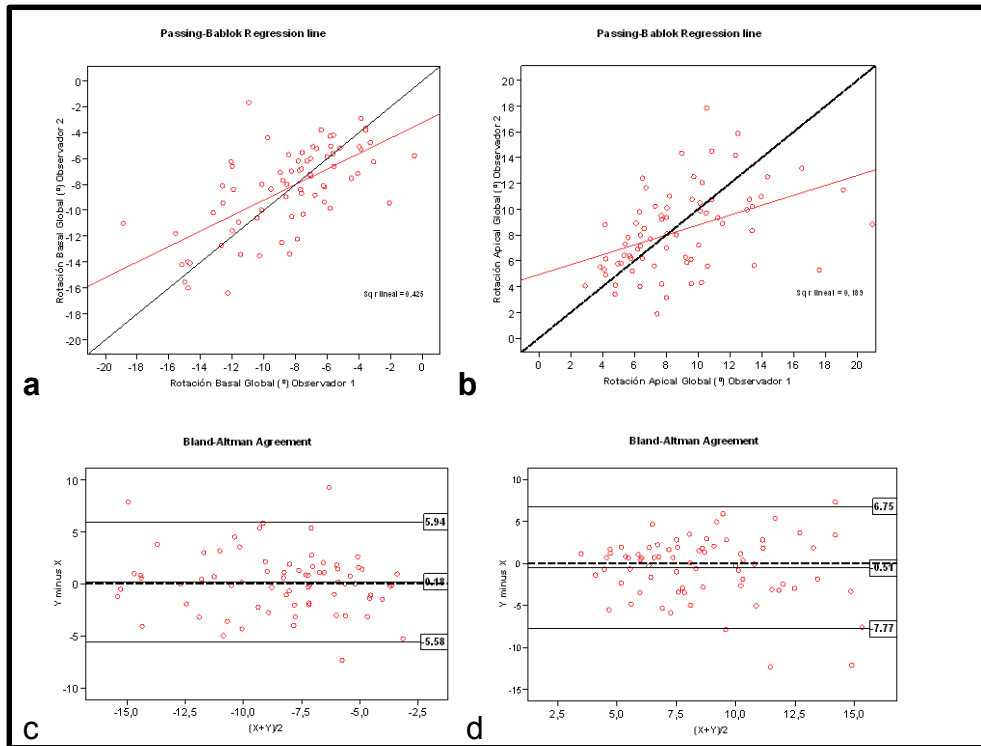 Passing-Bablok Regression line
0
-2
-4
-6
-8
-10
-12
-14
-16
-18
-20
Rotación Basal Global (º) Observador 2
Sq r lineal = 0,425
-20 -18 -16 -14 -12 -10 -8 -6 -4 -2 0
Rotación Basal Global (º) Observador 1
a
Passing-Bablok Regression line
20
18
16
14
12
10
8
6
4
2
0
Rotación Apical Global (º) Observador 2
Sq r lineal = 0,189
0 2 4 6 8 10 12 14 16 18 20
Rotación Apical Global (º) Observador 1
b
Bland-Altman Agreement
10
5
0
-5
-10
Y minus X
5.94
0.18
-5.58
-15,0 -12,5 -10,0 -7,5 -5,0 -2,5
(X+Y)/2
c
Bland-Altman Agreement
10
5
0
-5
-10
-15
Y minus X
6.75
-0.51
-7.77
2,5 5,0 7,5 10,0 12,5 15,0
(X+Y)/2
d